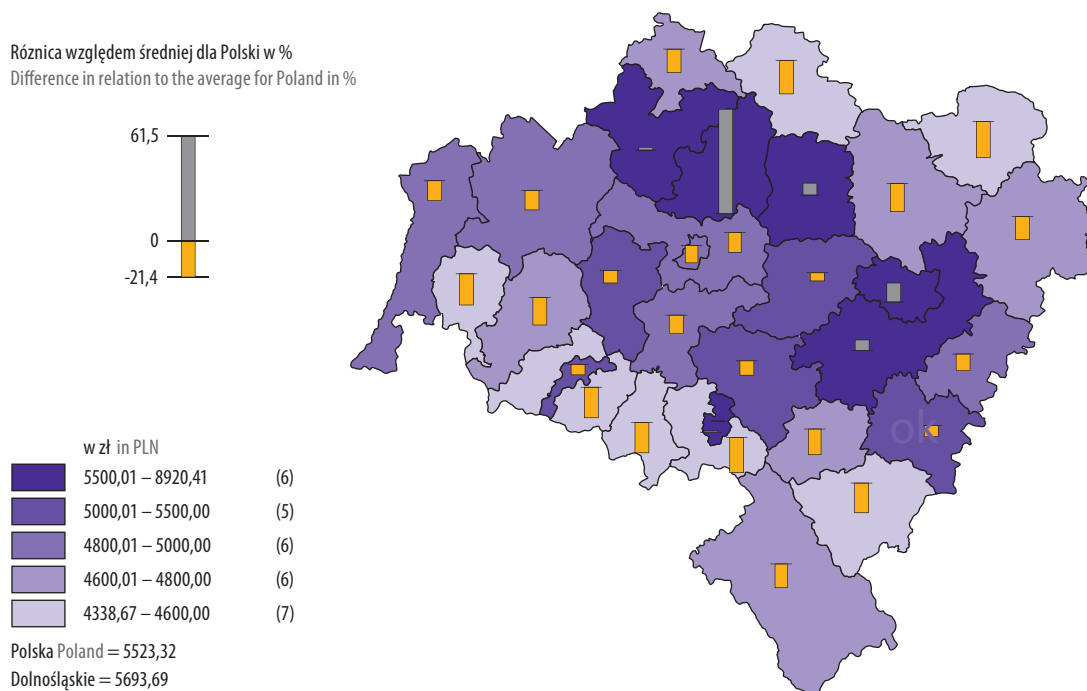 Róznica względem średniej dla Polski w %
Difference in relation to the average for Poland in %
61,5
0
-21,4
w zł in PLN
5500,01 – 8920,41 (6)
5000,01 – 5500,00 (5)
4800,01 – 5000,00 (6)
4600,01 – 4800,00 (6)
4338,67 – 4600,00 (7)
Polska Poland = 5523,32
Dolnośląskie = 5693,69
ok